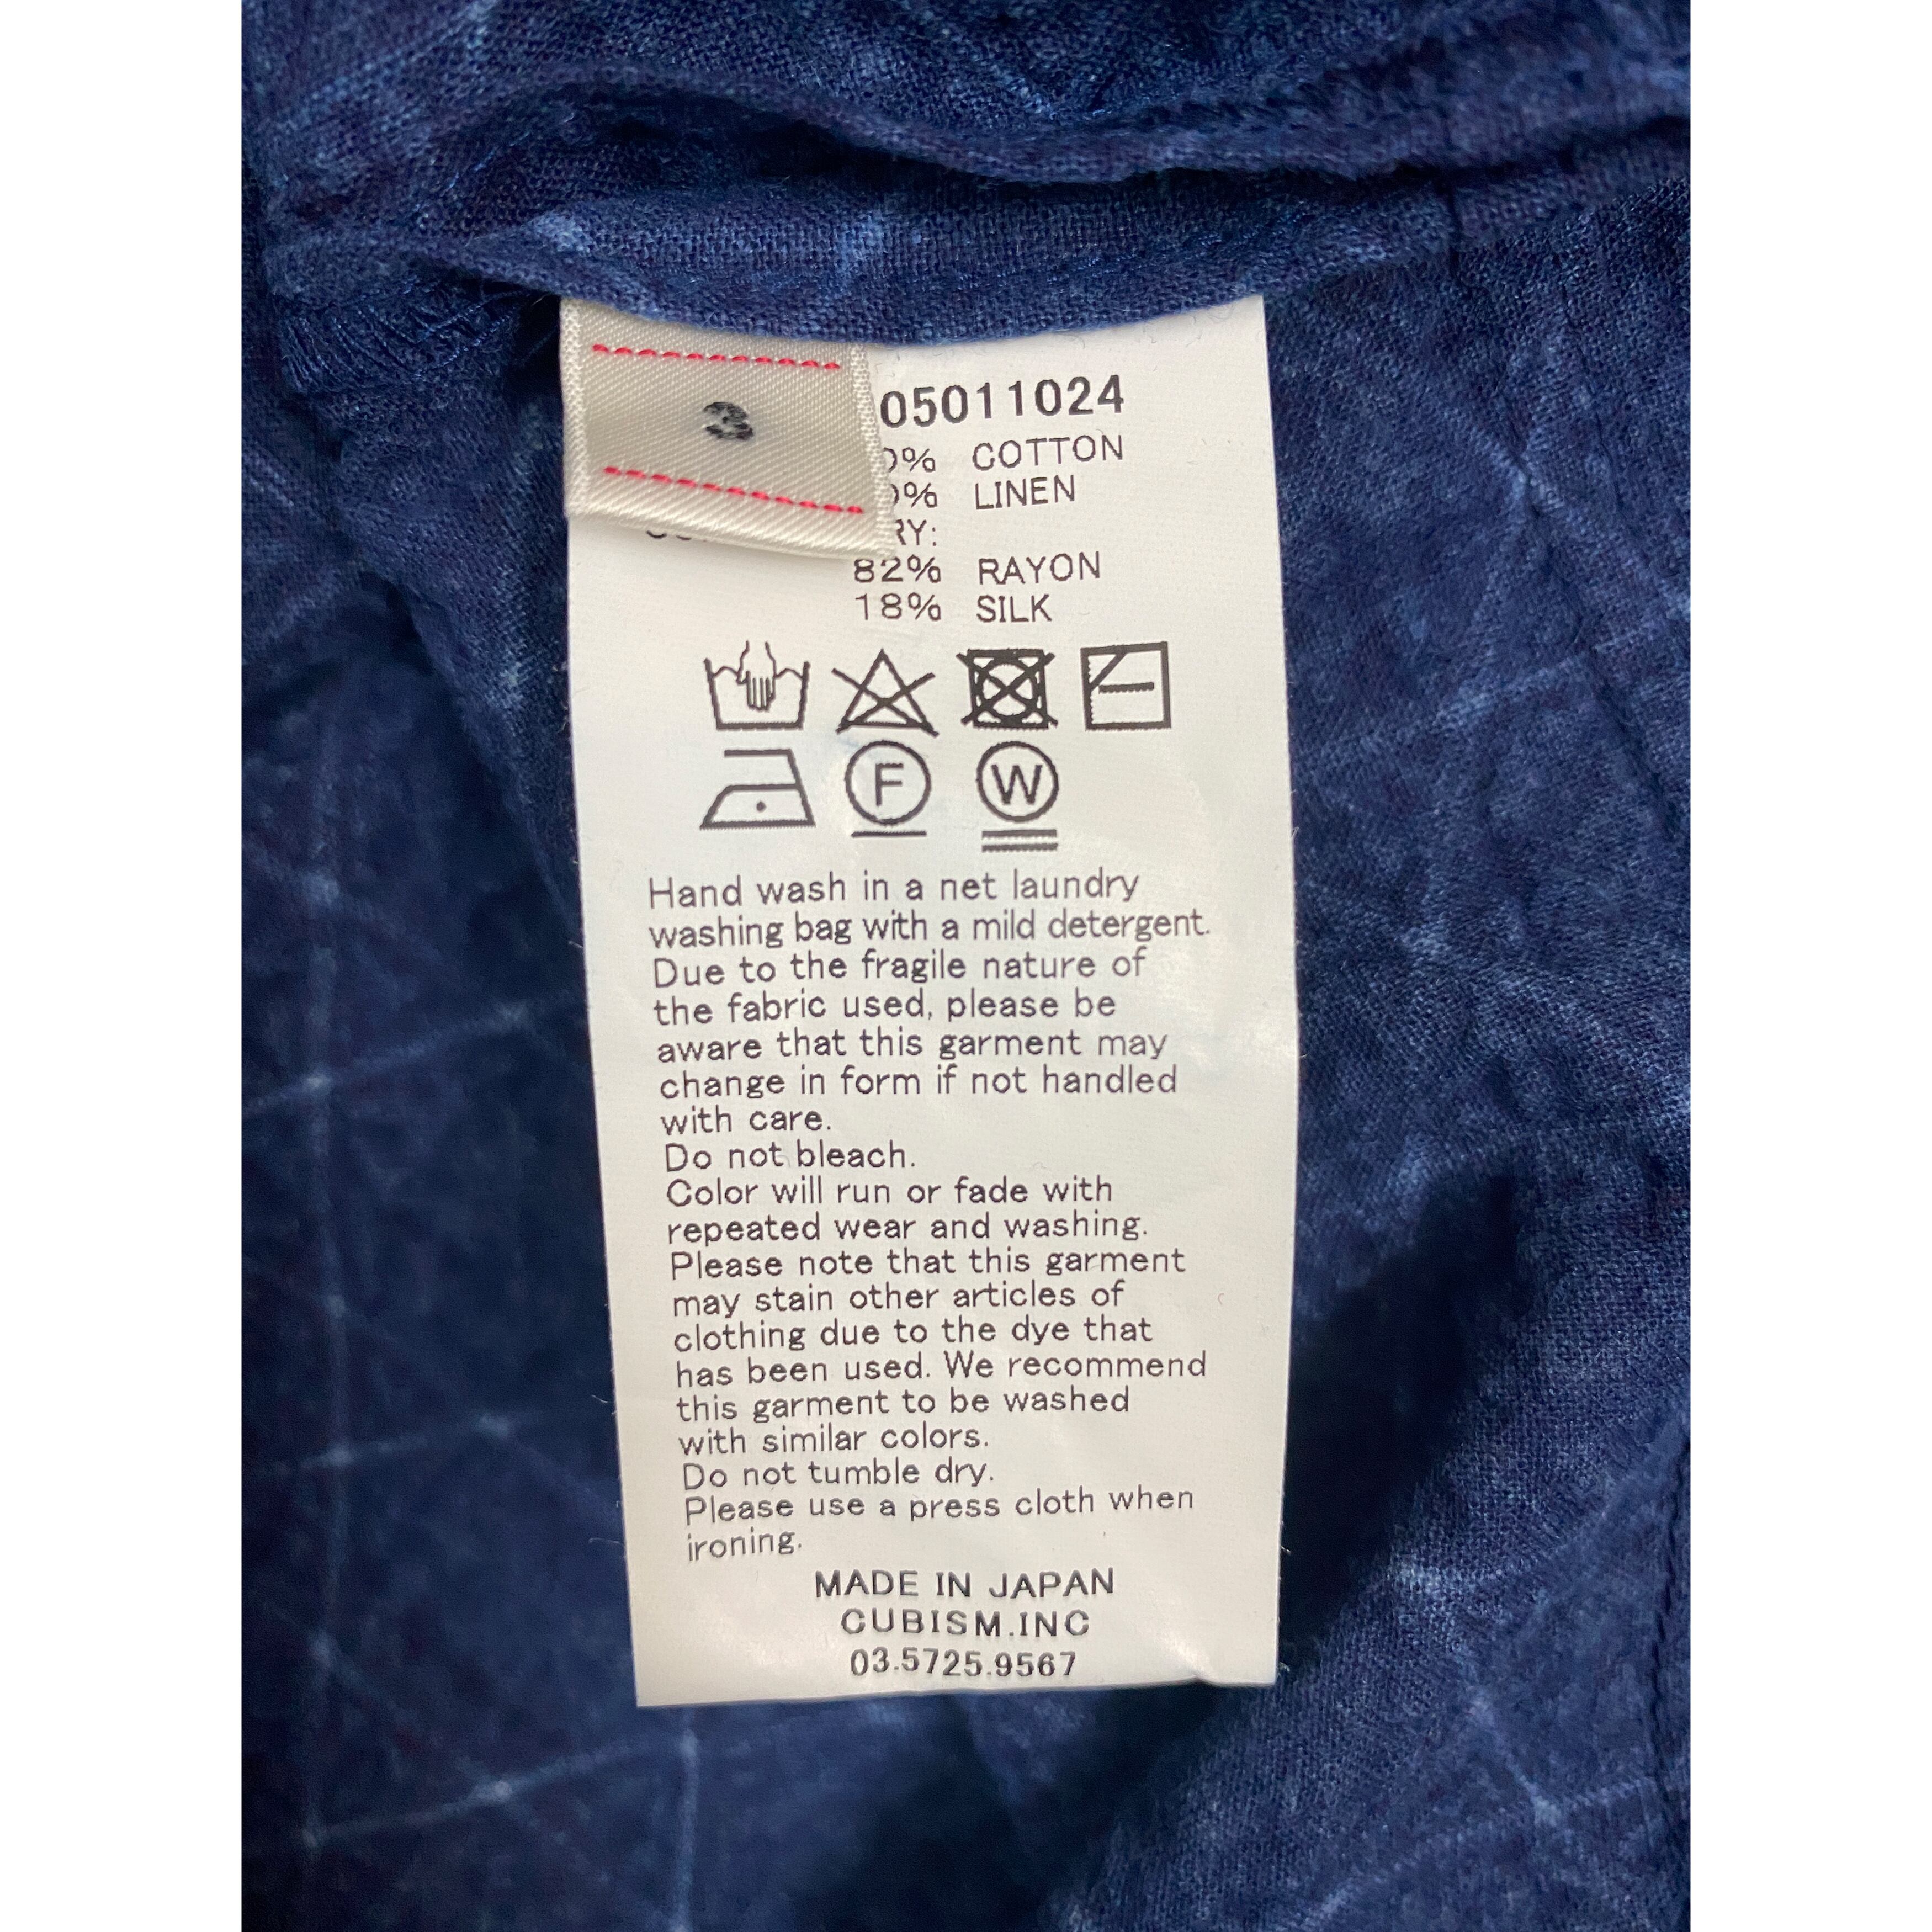 3
05011024
0% COTTON
0% LINEN
RY:
82% RAYON
18% SILK
F
W
Hand wash in a net laundry
washing bag with a mild detergent.
Due to the fragile nature of
the fabric used, please be
aware that this garment may
change in form if not handled
with care.
Do not bleach.
Color will run or fade with
repeated wear and washing.
Please note that this garment
may stain other articles of
clothing due to the dye that
has been used. We recommend
this garment to be washed
with similar colors.
Do not tumble dry.
Please use a press cloth when
ironing.
MADE IN JAPAN
CUBISM.INC
03.5725.9567